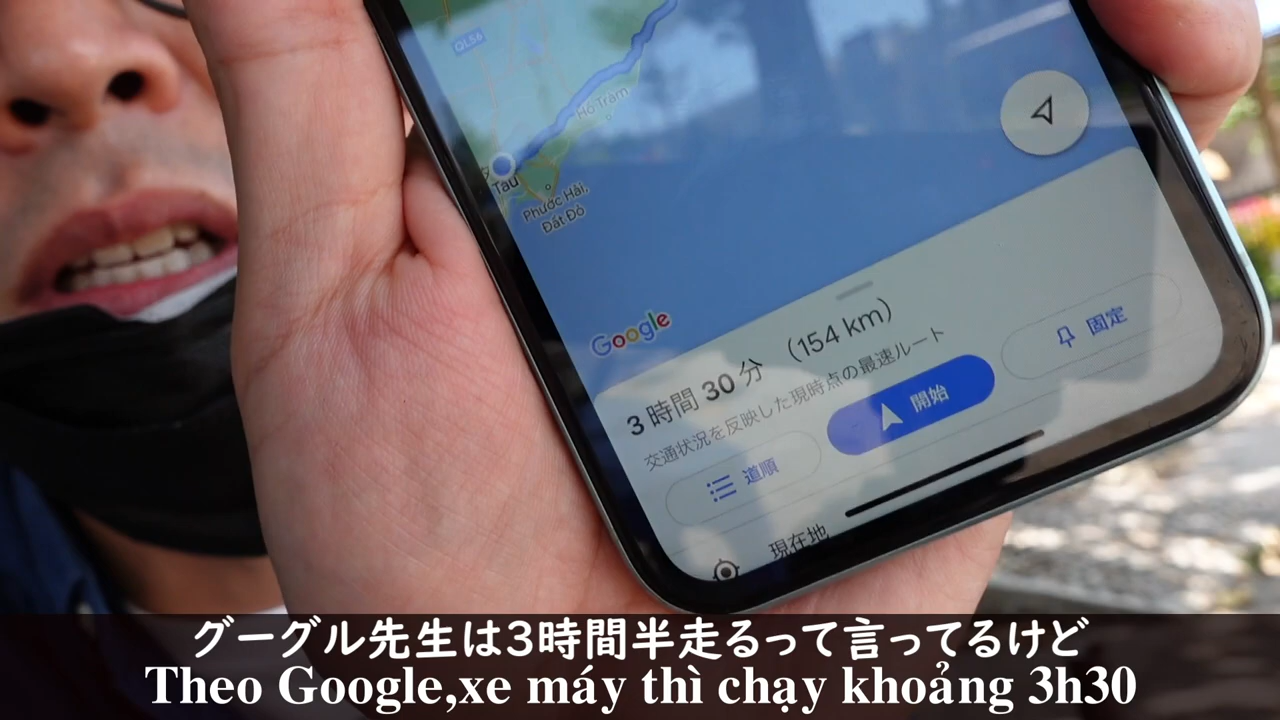 QL56
Hồ Tràm
Tàu
Phước Hải,
Đất Đỏ
Google
3 時間 30 分 (154 km)
交通状況を反映した現時点の最速ルート
道順
開始
固定
現在地
グーグル先生は3時間半走るって言ってるけど
Theo Google,xe máy thì chạy khoảng 3h30